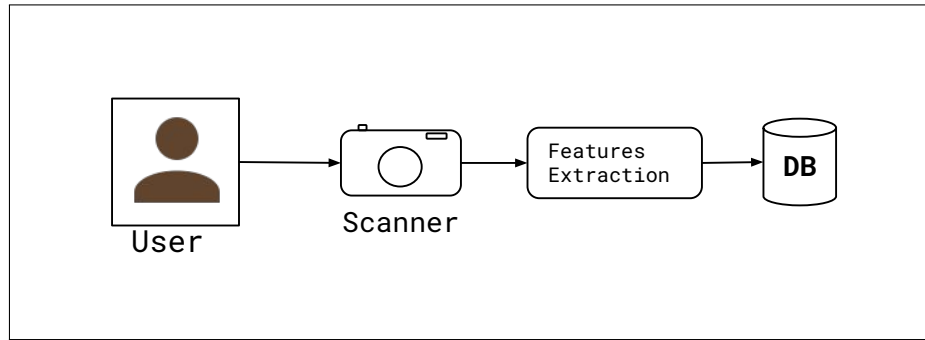 User
Scanner
Features
Extraction
DB